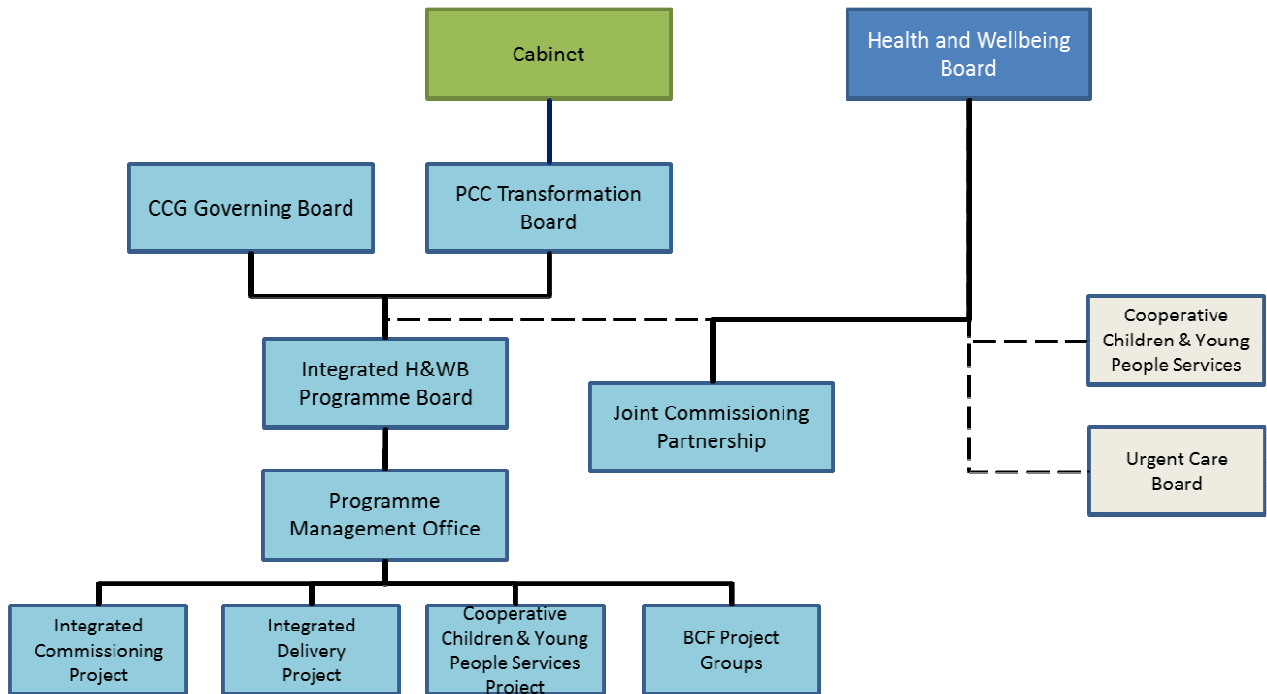 Cabinet
Health and Wellbeing
Board
CCG Governing Board
PCC Transformation
Board
Cooperative
Children & Young
People Services
Integrated H&WB
Programme Board
Joint Commissioning
Partnership
Urgent Care
Board
Programme
Management Office
Integrated
Commissioning
Project
Integrated
Delivery
Project
Cooperative
Children & Young
People Services
Project
BCF Project
Groups